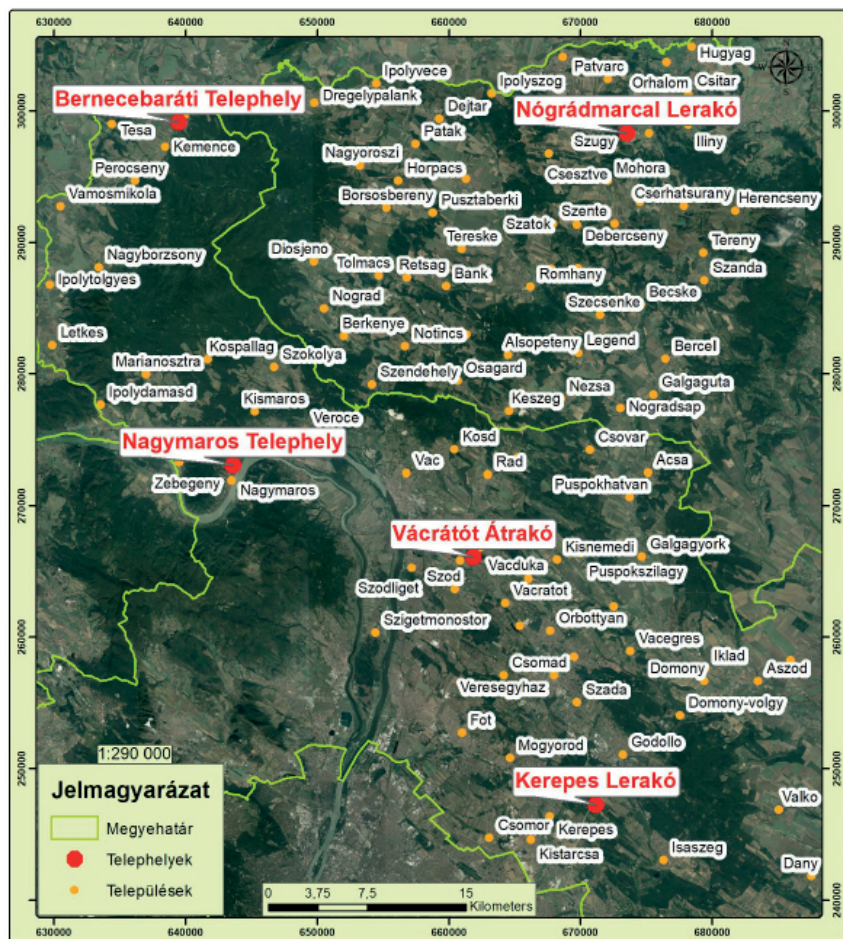 630000 640000 650000 660000 670000 680000
Hugyag
Patvarc
Ipolyvece
Ipolyszog
Orhalom
Csitar
N
W
E
S
Bernecebaráti Telephely
Dregelypalank
Dejtar
Nógrádmarcal Lerakó
300000
300000
Tesa
Patak
Szugy
Iliny
Kemence
Nagyoroszi
Horpacs
Csesztve
Mohora
Perocseny
Vamosmikola
Borsosbereny
Pusztaberki
Cserhatsurany
Herencseny
Szatok
Szente
Debercseny
Tereske
Tereny
290000
290000
Diosjeno
Nagyborzsony
Tolmacs
Retsag
Bank
Romhany
Szanda
Ipolytolgyes
Becske
Nograd
Szecsenke
Letkes
Berkenye
Notincs
Alsopeteny
Legend
Bercel
Kospallag
Marianosztra
Szokolya
280000
280000
Szendehely
Osagard
Ipolydamasd
Nezsa
Galgaguta
Kismaros
Keszeg
Nogradsap
Veroce
Nagymaros Telephely
Kosd
Csovar
Vac
Rad
Acsa
Zebegeny
Nagymaros
Puspokhatvan
270000
270000
Vácrátót Átrakó
Kisnemedi
Galgagyork
Vacduka
Puspokszilagy
Szod
Szodliget
Vacratot
Szigetmonostor
Orbottyan
260000
260000
Vacegres
Csomad
Domony
Iklad
Aszod
Veresegyhaz
Szada
Domony-volgy
Fot
1:290 000
Mogyorod
Godollo
250000
250000
Jelmagyarázat
Kerepes Lerakó
Valko
Megyehatár
Csomor
Kerepes
Telephelyek
Kistarcsa
Isaszeg
Dany
Települések
0 3,75 7,5 15
Kilometers
240000
630000 640000 650000 660000 670000 680000